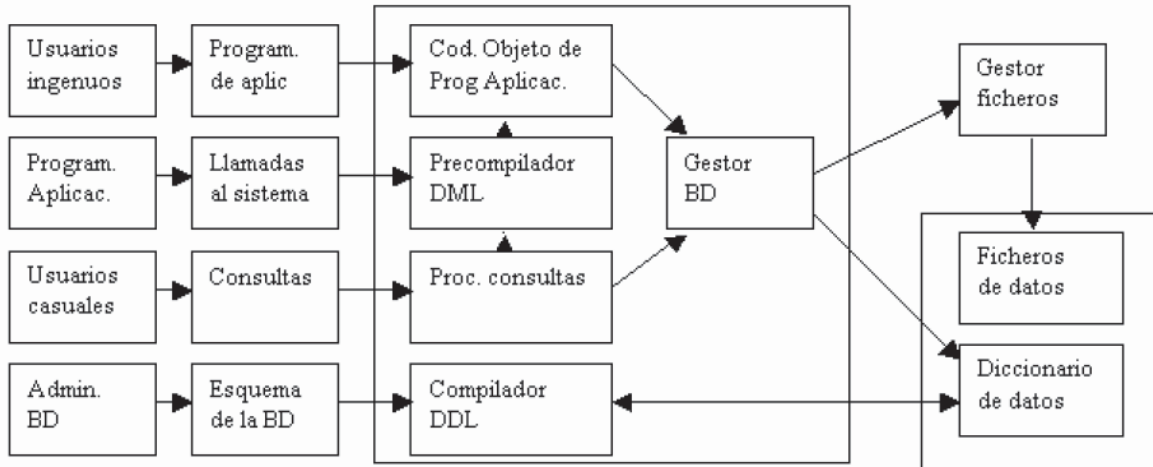 Usuarios
ingenuos
Program.
de aplic
Cod. Objeto de
Prog Aplicac.
Gestor
ficheros
Program.
Aplicac.
Llamadas
al sistema
Precompilador
DML
Gestor
BD
Usuarios
casuales
Consultas
Proc. consultas
Ficheros
de datos
Admin.
BD
Esquema
de la BD
Compilador
DDL
Diccionario
de datos